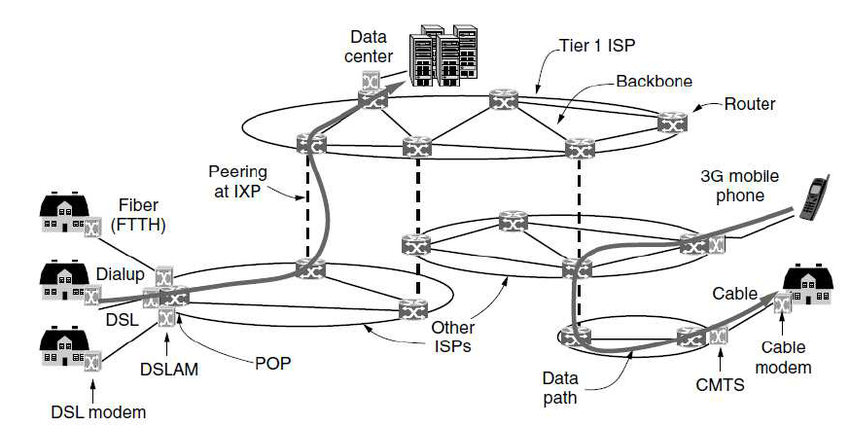 Data
center
Tier 1 ISP
Backbone
Router
Peering
at IXP
3G mobile
phone
Fiber
(FTTH)
Dialup
DSL
Cable
Other
ISPs
POP
DSLAM
DSL modem
Data
path
CMTS
Cable
modem